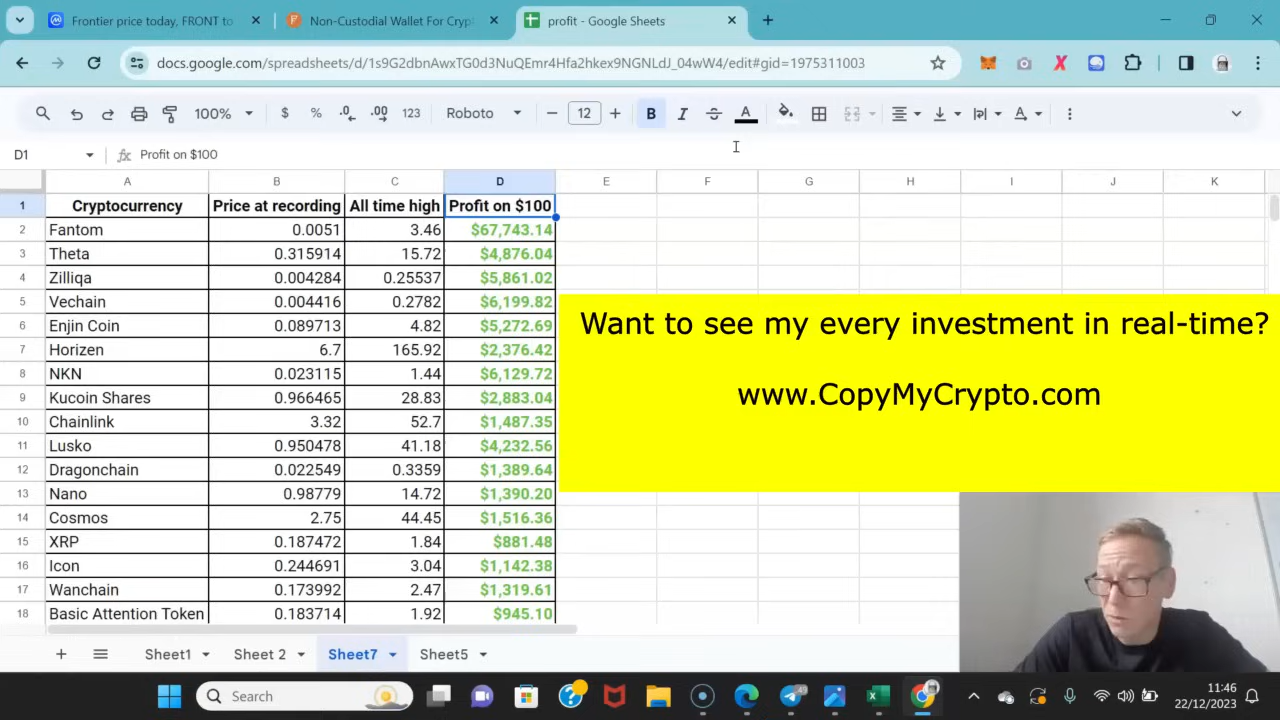 Frontier price today, FRONT to
Non-Custodial Wallet For Crypt
profit - Google Sheets
docs.google.com/spreadsheets/d/1s9G2dbnAwxTG0d3NuQEmr4Hfa2hkex9NGNLdJ_04wW4/edit#gid=1975311003
100% $ % .0 .00 123 Roboto 12 B I A
D1 fx Profit on $100
A B C D E F G H I J K
1 Cryptocurrency Price at recording All time high Profit on $100
2 Fantom 0.0051 3.46 $67,743.14
3 Theta 0.315914 15.72 $4,876.04
4 Zilliqa 0.004284 0.25537 $5,861.02
5 Vechain 0.004416 0.2782 $6,199.82
6 Enjin Coin 0.089713 4.82 $5,272.69
7 Horizen 6.7 165.92 $2,376.42
8 NKN 0.023115 1.44 $6,129.72
9 Kucoin Shares 0.966465 28.83 $2,883.04
10 Chainlink 3.32 52.7 $1,487.35
11 Lusko 0.950478 41.18 $4,232.56
12 Dragonchain 0.022549 0.3359 $1,389.64
13 Nano 0.98779 14.72 $1,390.20
14 Cosmos 2.75 44.45 $1,516.36
15 XRP 0.187472 1.84 $881.48
16 Icon 0.244691 3.04 $1,142.38
17 Wanchain 0.173992 2.47 $1,319.61
18 Basic Attention Token 0.183714 1.92 $945.10
Want to see my every investment in real-time?
www.CopyMyCrypto.com
Sheet1 Sheet 2 Sheet7 Sheet5
Search
11:46
22/12/2023